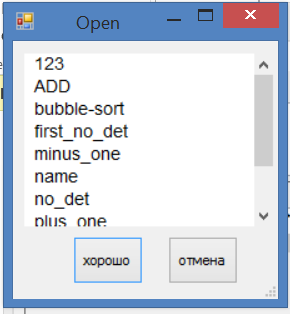 Open
123
ADD
bubble-sort
first_no_det
minus_one
name
no_det
plus_one
хорошо
отмена